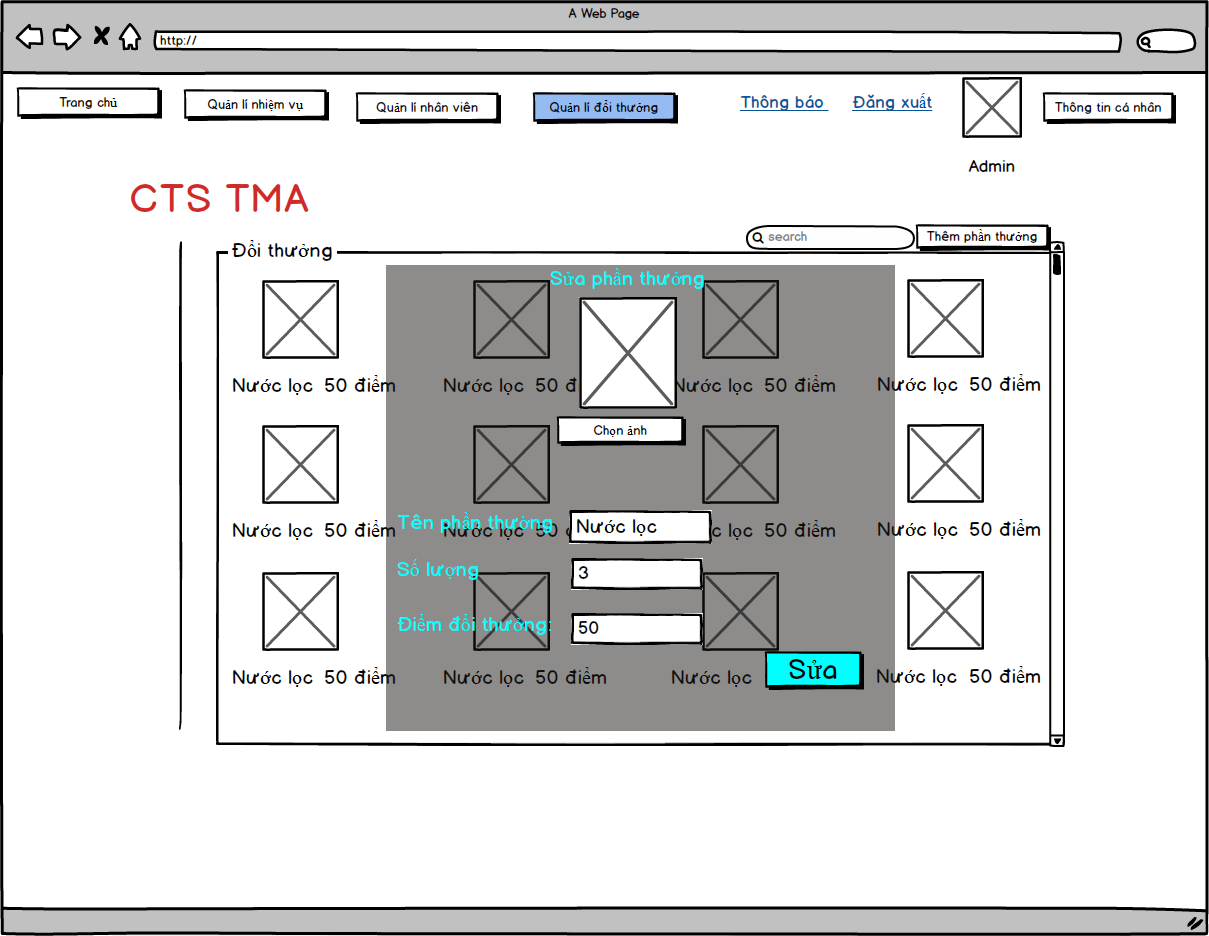 A Web Page
http://
Trang chủ
Quản lí nhiệm vụ
Quản lí nhân viên
Quản lí đổi thưởng
Thông báo
Đăng xuất
Thông tin cá nhân
Admin
CTS TMA
search
Thêm phần thưởng
Đổi thưởng
Sửa phần thưởng
Nước lọc 50 điểm
Nước lọc 50 đ
Nước lọc 50 điểm
Nước lọc 50 điểm
Chọn ảnh
Nước lọc 50 điểm
Tên phần thưởng
Nước lọc 50
Nước lọc
lọc 50 điểm
Nước lọc 50 điểm
Số lượng
3
Điểm đổi thưởng:
50
Nước lọc 50 điểm
Nước lọc 50 điểm
Nước lọc
Sửa
Nước lọc 50 điểm